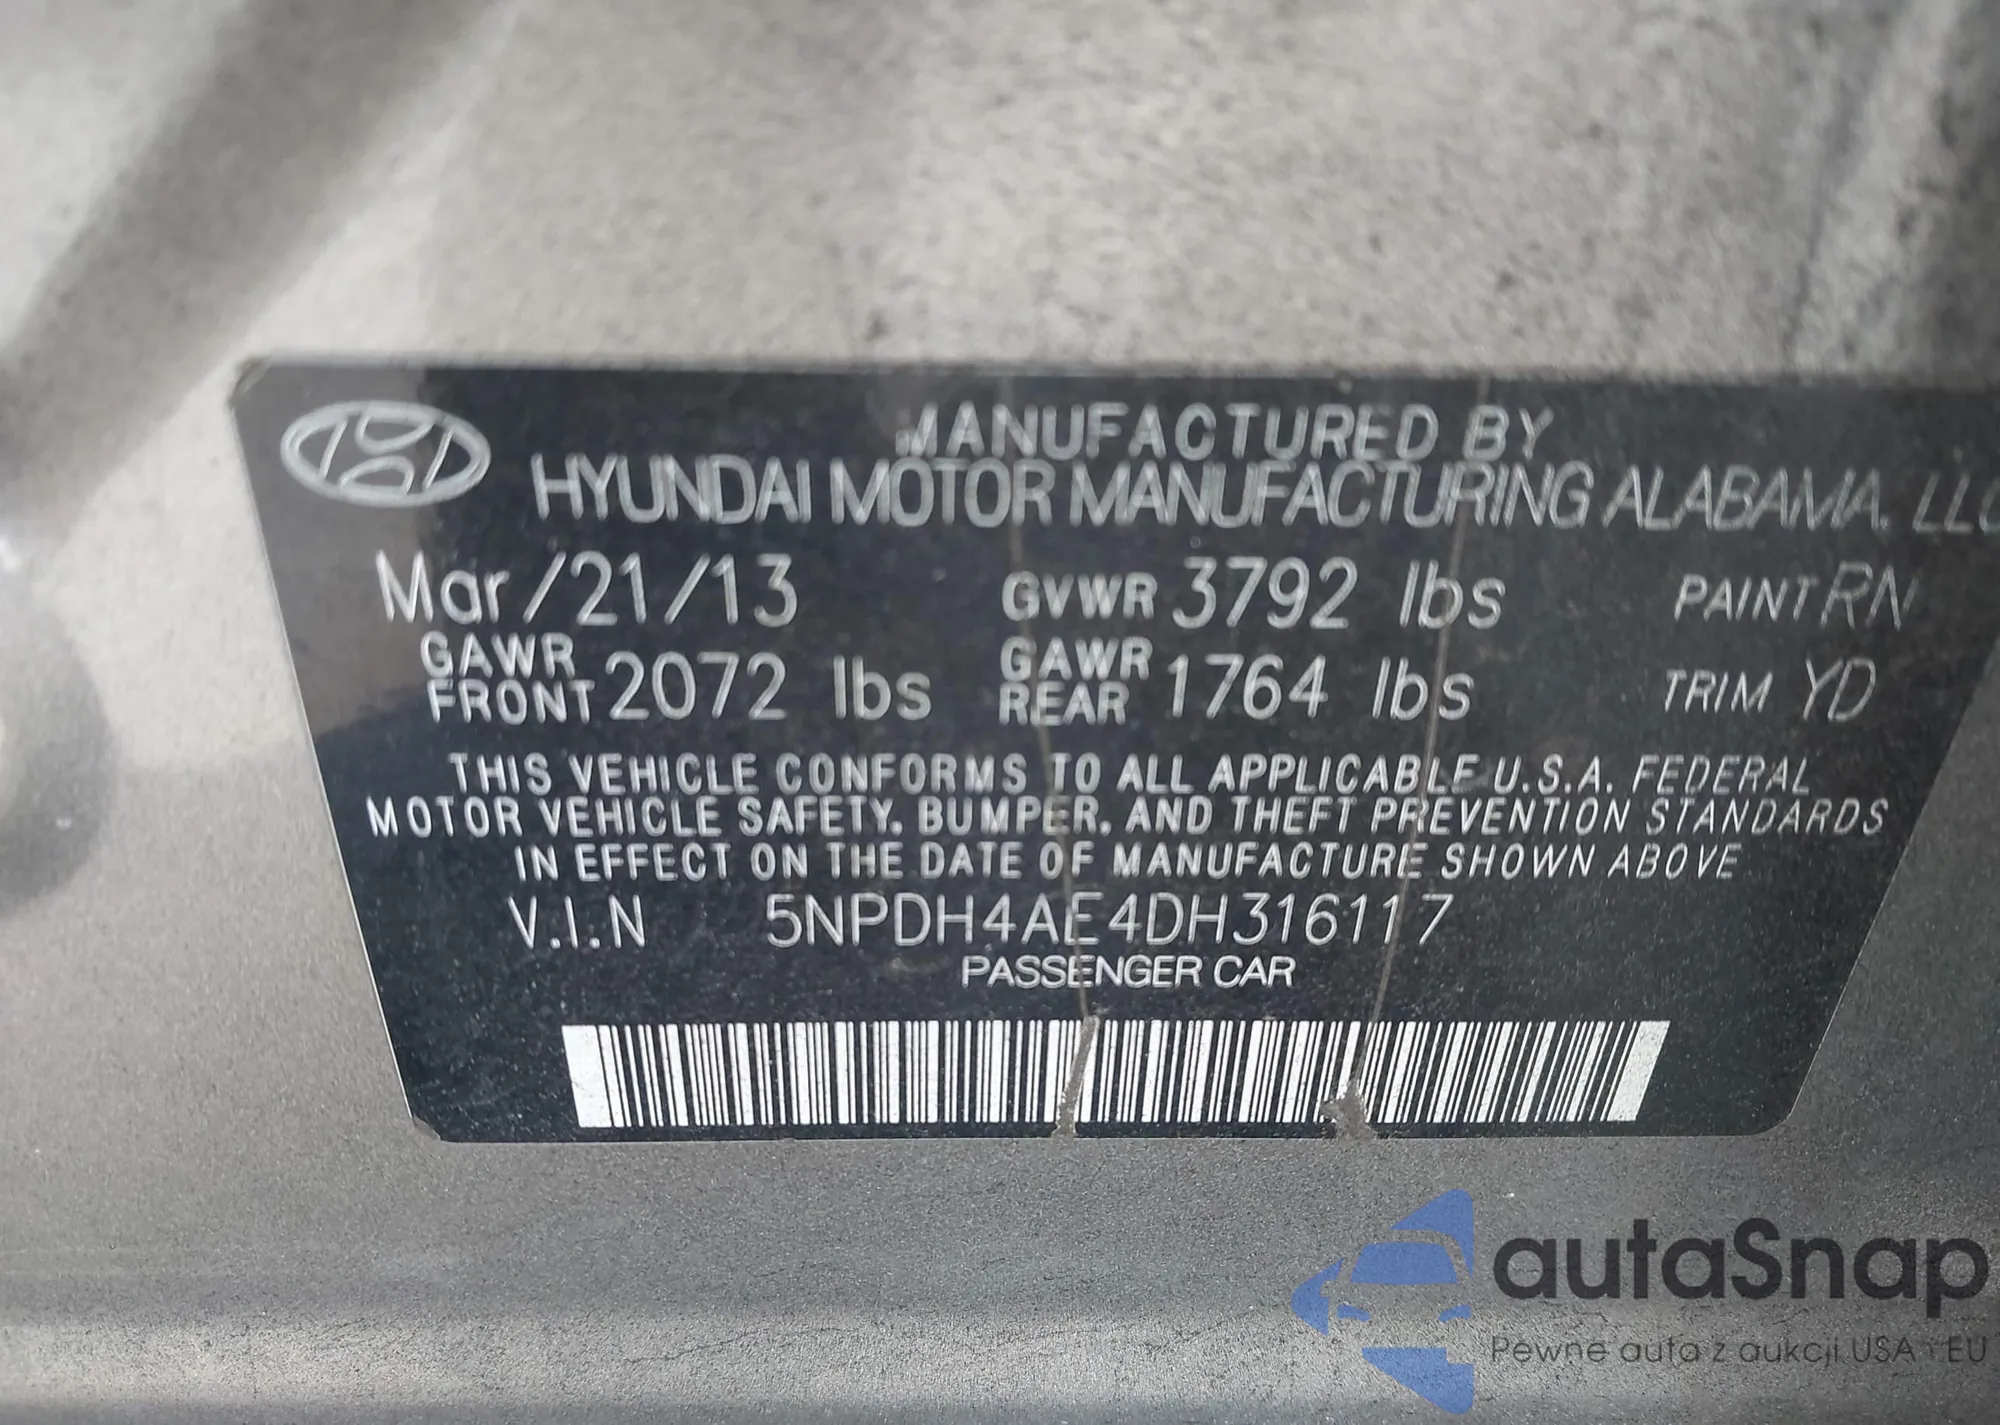 MANUFACTURED BY
HYUNDAI MOTOR MANUFACTURING ALABAMA, LLC
Mar/21/13 GVWR 3792 lbs PAINT RN
GAWR FRONT 2072 lbs GAWR REAR 1764 lbs TRIM YD
THIS VEHICLE CONFORMS TO ALL APPLICABLE U.S.A. FEDERAL
MOTOR VEHICLE SAFETY, BUMPER, AND THEFT PREVENTION STANDARDS
IN EFFECT ON THE DATE OF MANUFACTURE SHOWN ABOVE
V.I.N 5NPDH4AE4DH316117
PASSENGER CAR
autaSnap
Pewne auta z aukcji USA i EU